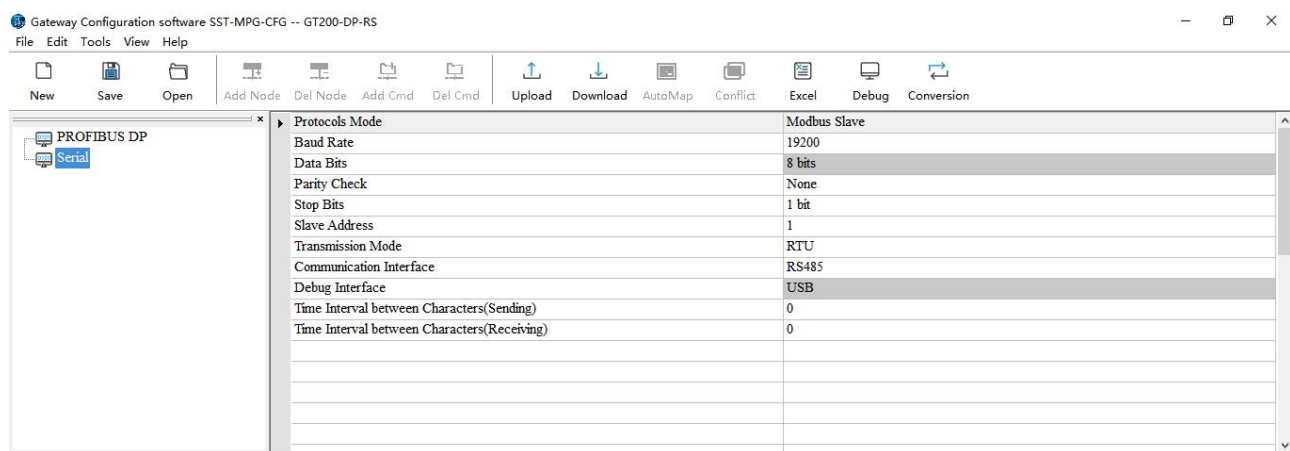 Gateway Configuration software SST-MPG-CFG -- GT200-DP-RS
File Edit Tools View Help
New Save Open Add Node Del Node Add Cmd Del Cmd Upload Download AutoMap Conflict Excel Debug Conversion
Protocols Mode Modbus Slave
PROFIBUS DP
Baud Rate 19200
Serial
Data Bits 8 bits
Parity Check None
Stop Bits 1 bit
Slave Address 1
Transmission Mode RTU
Communication Interface RS485
Debug Interface USB
Time Interval between Characters(Sending) 0
Time Interval between Characters(Receiving) 0